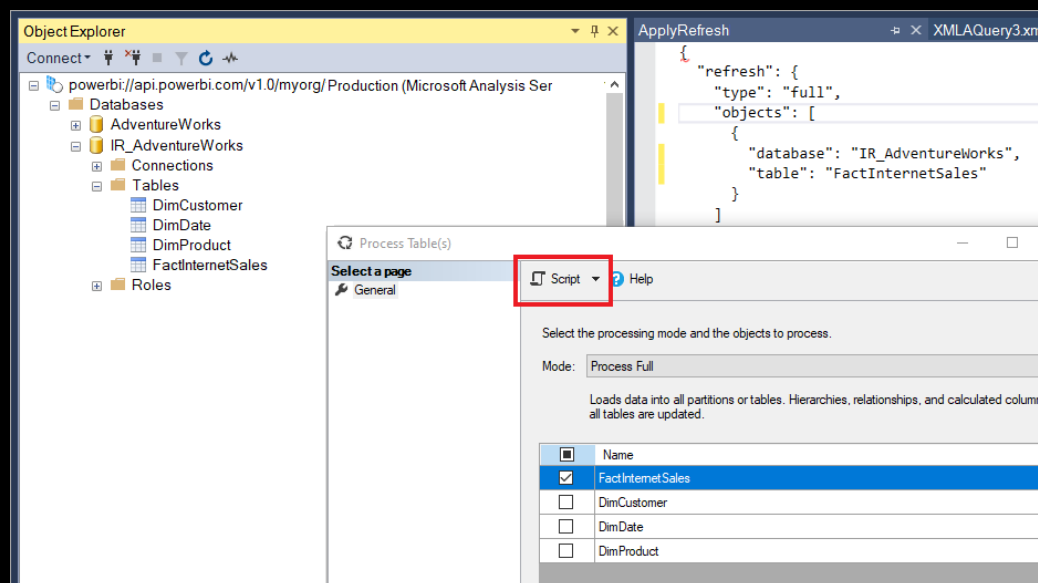 Object Explorer
Connect
powerbi://api.powerbi.com/v1.0/myorg/Production (Microsoft Analysis Ser
Databases
AdventureWorks
IR_AdventureWorks
Connections
Tables
DimCustomer
DimDate
DimProduct
FactInternetSales
Roles
ApplyRefresh
XMLAQuery3.xm
{
"refresh": {
"type": "full",
"objects": [
{
"database": "IR_AdventureWorks",
"table": "FactInternetSales"
}
]
Process Table(s)
Select a page
General
Script
Help
Select the processing mode and the objects to process.
Mode: Process Full
Loads data into all partitions or tables. Hierarchies, relationships, and calculated colum
all tables are updated.
Name
FactInternetSales
DimCustomer
DimDate
DimProduct